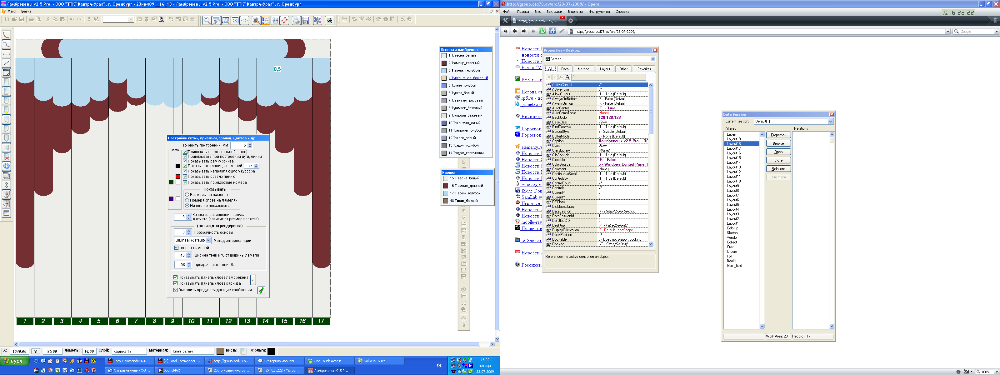 Ламбрекены v2.5 Pro - ООО "ТПК" Кантри-Урал", г. Оренбург - 23июл09__16_18 - Ламбрекены v2.5 Pro - ООО "ТПК" Кантри-Урал", г. Оренбург
Файл Правка
8,5
Основа и ламбрекен
1 Т:весна_белый
2 Т:ампир_красный
3 Т:вояж_голубой
4 Т:джангл_св_бежевый
5 Т:лайн_голубой
6 Т:джаз_белый
7 Т:шантунг_розовый
8 Т:дамаск_бежевый
9 Т:аврора_бежевый
10 Т:шантунг_синий
11 Т:аврора_голубой
12 Т:шелк_серый
13 Т:эдэм_голубой
14 Т:эдэм_коричневы
Карниз
15 Т:весна_белый
16 Т:ампир_красный
17 Т:вояж_голубой
18 Т:пап_белый
Настройки сетки, привязки, границ, цветов и др.
Точность построений, мм 5
Цвета
Привязать к вертикальной сетке
Привязывать при построении дуги, линии
Показывать рамку эскиза
Показывать границы ламелей 87
Показывать направляющую у курсора
Показывать осевую линию
Показывать порядковые номера
Показывать
Размеры на ламелях
Номера слоев на ламелях
Ничего не показывать
3 Качество разрешения эскиза
в отчете (зависит от размера эскиза)
(только для рендеринга)
0 Прозрачность основы
BiLinear (default) Метод интерполяции
тень от ламелей
40 ширина тени в % от ширины ламели
58 прозрачность тени, %
Показывать панель слоев ламбрекена
<--
Показывать панель слоев карниза
Выводить предупреждающие сообщения
1 2 3 4 5 6 7 8 9 10 11 12 13 14 15 16 17
X: 1040,00 Y: 85,00 Ламель: 14,00 Слой: Карниз 18 Материал: Т:пап_белый Кисть: Фольга:
пуск
Total Commander 6.0... [2] Total Commander ... http://group.otd78.a... Екатерина Ивановн... One Touch Access Nokia PC Suite
Отправленные - Out... SoundMAX 25pro новый инстру... _2PF0Z1ZZZ - Micros... Ламбрекены v2.5 Pr...
EN
16:22
четверг
23.07.2009
http://group.otd78.av/arc/23-07-2009/ - Opera
Файл Правка Вид Закладки Виджеты Инструменты Справка
23 JUL 16 22 22
http://group.otd78.av/...
http://group.otd78.av/arc/23-07-2009/
Google
Новости
новости
Новости
Радио "М
РБК.ru - к
Погода от
rp5.ru - по
gismeteo.ru
Википеди
Гороскоп
Гороскоп
elementy.ru
Новости
Новости
Новости
Новости
Новости
linux.org.ru
IZone Don
SamLab.w
Игровые
Новости
Новости
mobile-rev
Последни
tv.Яndex.r
Новости
Российска
Properties - Desktop
Screen
All Data Methods Layout Other Favorites
0
ActiveControl 0
ActiveForm 0
AllowOutput .T. - True (Default)
AlwaysOnBottom .F. - False (Default)
AlwaysOnTop .F. - False (Default)
AutoCenter .T. - True
AutoCompTable (None)
BackColor 128,128,128
BaseClass Form
BindControls .T. - True (Default)
BorderStyle 3 - Sizable (Default)
BufferMode 0 - None (Default)
Caption Ламбрекены v2.5 Pro - ОС
Class Form
ClassLibrary (None)
ClipControls .T. - True (Default)
Closable .F. - False
ColorSource 5 - Windows Control Panel (
Comment (None)
ContinuousScroll .T. - True (Default)
ControlBox .T. - True (Default)
ControlCount 0
Controls 0
CurrentX 0
CurrentY 0
DEClass
DEClassLibrary
DataSession 1 - Default Data Session
DataSessionId 1
DefOleLCID 0
Desktop .F. - False (Default)
DisplayOrientation 0 - Default LandScape
DockPosition -1
Dockable 0 - Does not support docking
Docked .F. - False (Default)
References the active control on an object.
Data Session
Current session: Default(1)
Aliases Relations
Layers
Layout19
Layout18
Layout17
Layout16
Layout15
Layout14
Layout13
Layout12
Layout11
Layout10
Layout9
Layout8
Layout7
Layout6
Layout5
Layout4
Layout3
Layout2
Layout1
Color_p
Sketch
Vendor
Collect
Cust
Orders
Foil
Book1
Main_field
Properties
Browse
Open
Close
Relations
1 to many
Work Area: 20 Records: 17
100%